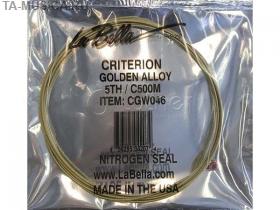 TA-MUSIC
La Bella
CRITERION
GOLDEN ALLOY
5TH / C500M
ITEM: CGW046
NITROGEN SEAL
www.LaBella.com
MADE IN THE USA